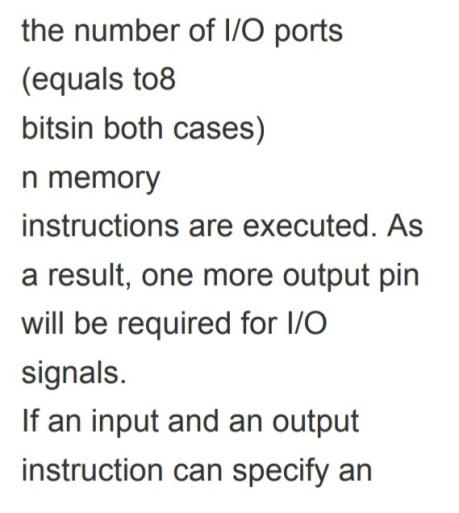 the number of I/O ports
(equals to8
bitsin both cases)
n memory
instructions are executed. As
a result, one more output pin
will be required for I/O
signals.
If an input and an output
instruction can specify an